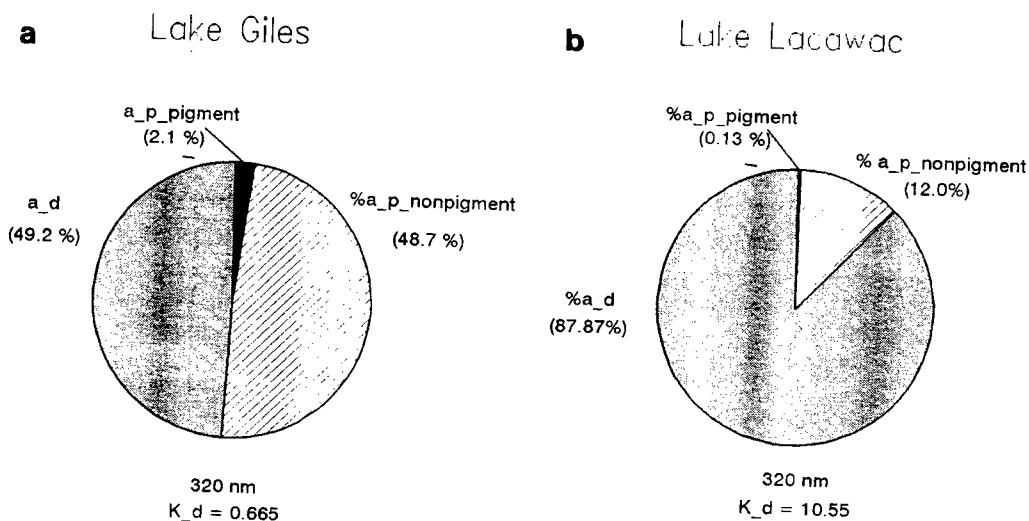 a
Lake Giles
a_p_pigment
(2.1 %)
a_d
(49.2 %)
%a_p_nonpigment
(48.7 %)
320 nm
K_d = 0.665
b
Lake Lacawac
%a_p_pigment
(0.13 %)
% a_p_nonpigment
(12.0%)
%a_d
(87.87%)
320 nm
K_d = 10.55